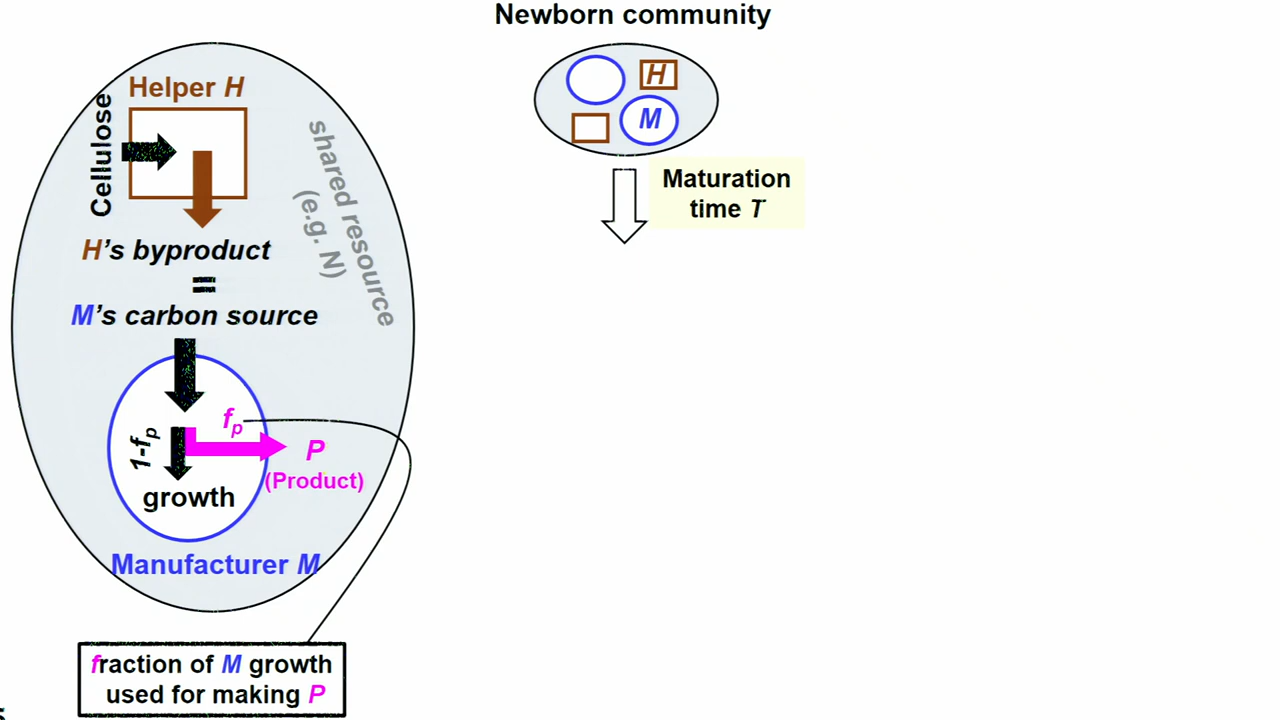 Newborn community
Helper H
Cellulose
shared resource
(e.g. N)
H's byproduct
=
M's carbon source
fp
1-fp
P
(Product)
growth
Manufacturer M
fraction of M growth
used for making P
H
M
Maturation
time T